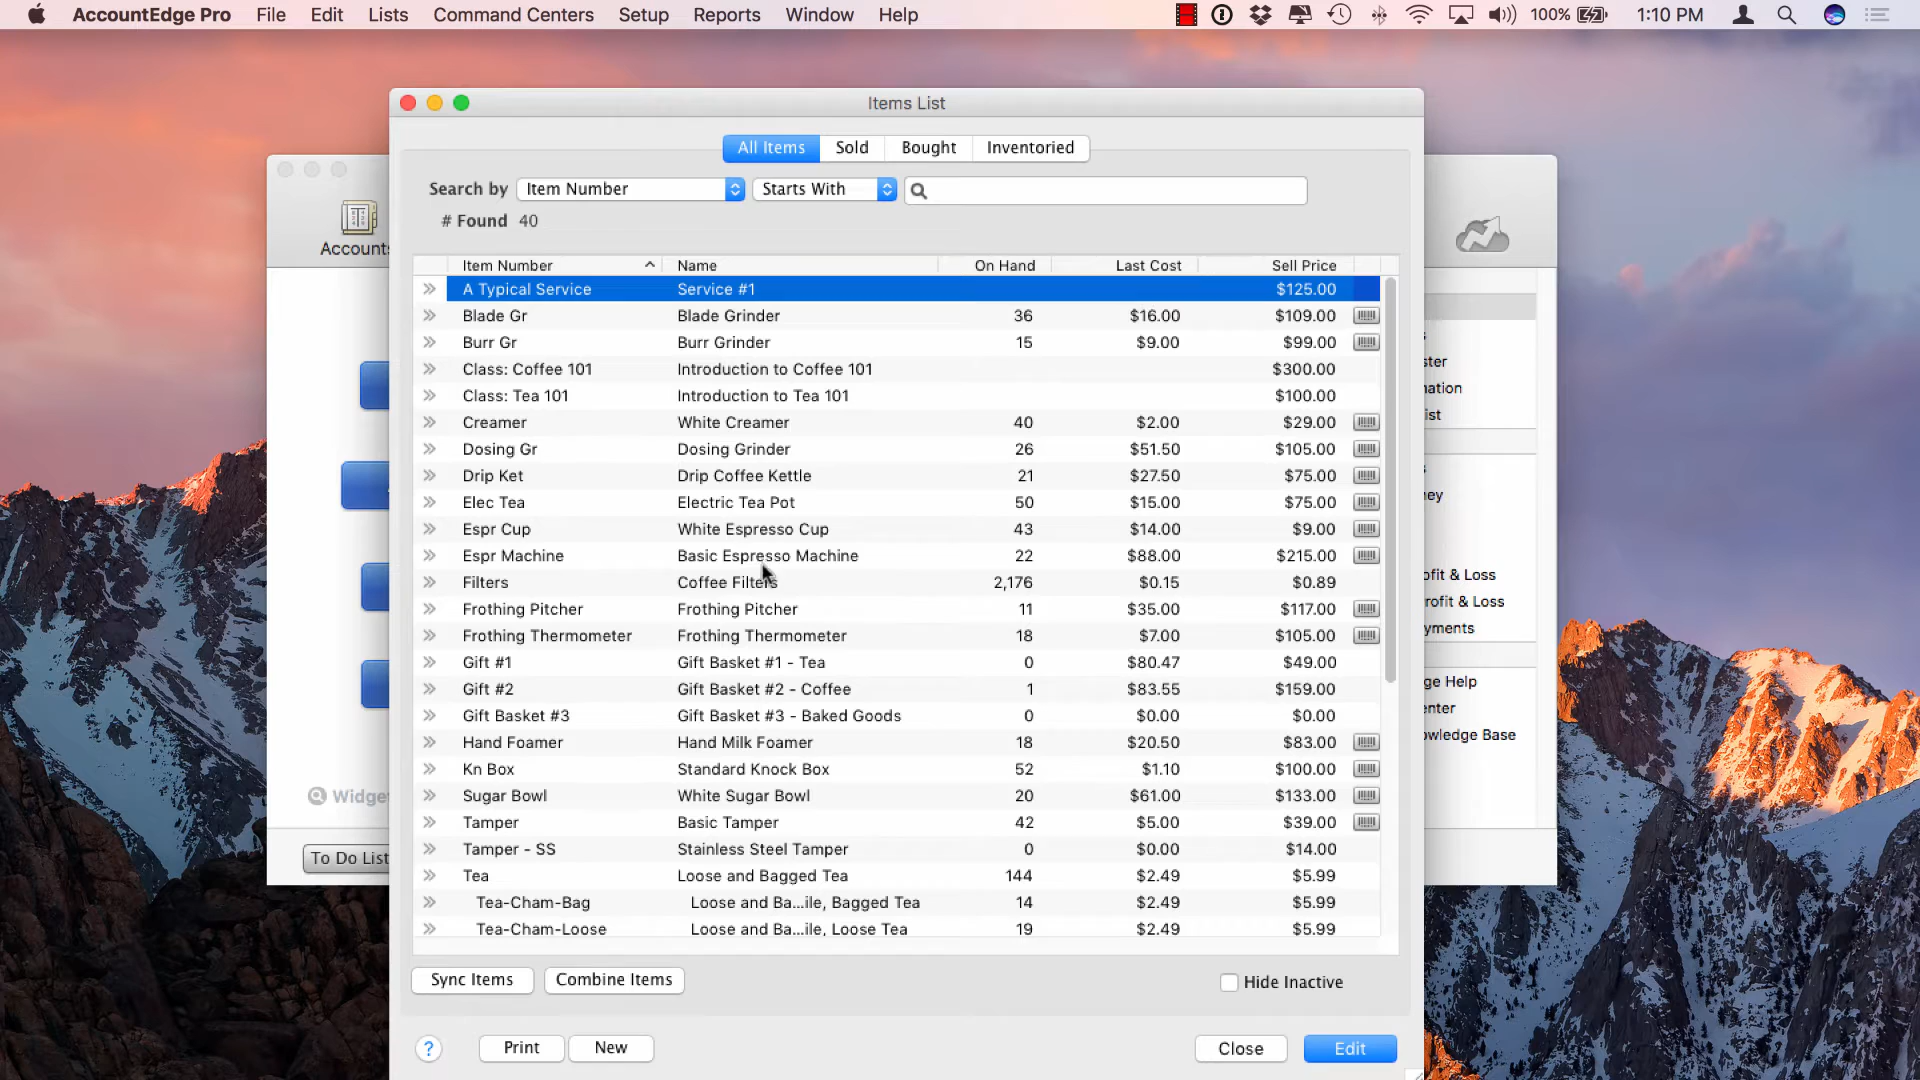 AccountEdge Pro File Edit Lists Command Centers Setup Reports Window Help 100% 1:10 PM
Items List
All Items Sold Bought Inventoried
Search by Item Number Starts With
# Found 40
Accounts
Item Number Name On Hand Last Cost Sell Price
A Typical Service Service #1 $125.00
Blade Gr Blade Grinder 36 $16.00 $109.00
Burr Gr Burr Grinder 15 $9.00 $99.00
Class: Coffee 101 Introduction to Coffee 101 $300.00
Class: Tea 101 Introduction to Tea 101 $100.00
Creamer White Creamer 40 $2.00 $29.00
Dosing Gr Dosing Grinder 26 $51.50 $105.00
Drip Ket Drip Coffee Kettle 21 $27.50 $75.00
Elec Tea Electric Tea Pot 50 $15.00 $75.00
Espr Cup White Espresso Cup 43 $14.00 $9.00
Espr Machine Basic Espresso Machine 22 $88.00 $215.00
Filters Coffee Filters 2,176 $0.15 $0.89
Frothing Pitcher Frothing Pitcher 11 $35.00 $117.00
Frothing Thermometer Frothing Thermometer 18 $7.00 $105.00
Gift #1 Gift Basket #1 - Tea 0 $80.47 $49.00
Gift #2 Gift Basket #2 - Coffee 1 $83.55 $159.00
Gift Basket #3 Gift Basket #3 - Baked Goods 0 $0.00 $0.00
Hand Foamer Hand Milk Foamer 18 $20.50 $83.00
Kn Box Standard Knock Box 52 $1.10 $100.00
Sugar Bowl White Sugar Bowl 20 $61.00 $133.00
Tamper Basic Tamper 42 $5.00 $39.00
Tamper - SS Stainless Steel Tamper 0 $0.00 $14.00
Tea Loose and Bagged Tea 144 $2.49 $5.99
Tea-Cham-Bag Loose and Ba...ile, Bagged Tea 14 $2.49 $5.99
Tea-Cham-Loose Loose and Ba...ile, Loose Tea 19 $2.49 $5.99
ster
nation
ist
ey
ofit & Loss
rofit & Loss
yments
ge Help
enter
owledge Base
Widge
To Do List
Sync Items Combine Items Hide Inactive
? Print New Close Edit